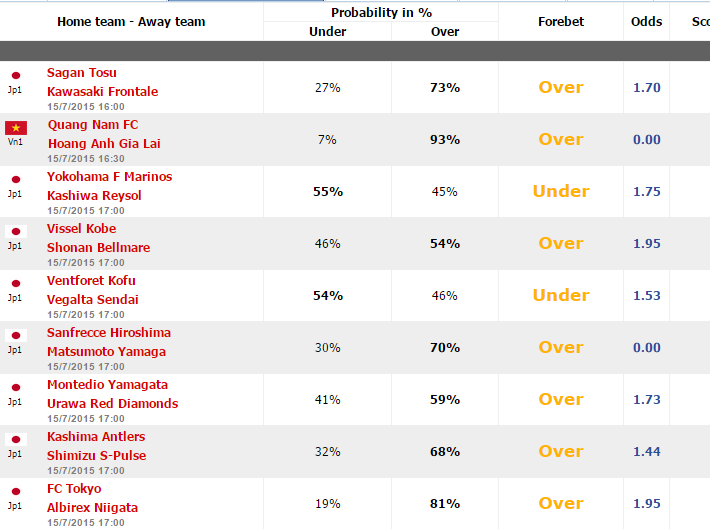 Home team - Away team Probability in % Forebet Odds Sco
Under Over
Sagan Tosu
Jp1 Kawasaki Frontale 27% 73% Over 1.70
15/7/2015 16:00
Quang Nam FC
Vn1 Hoang Anh Gia Lai 7% 93% Over 0.00
15/7/2015 16:30
Yokohama F Marinos
Jp1 Kashiwa Reysol 55% 45% Under 1.75
15/7/2015 17:00
Vissel Kobe
Jp1 Shonan Bellmare 46% 54% Over 1.95
15/7/2015 17:00
Ventforet Kofu
Jp1 Vegalta Sendai 54% 46% Under 1.53
15/7/2015 17:00
Sanfrecce Hiroshima
Jp1 Matsumoto Yamaga 30% 70% Over 0.00
15/7/2015 17:00
Montedio Yamagata
Jp1 Urawa Red Diamonds 41% 59% Over 1.73
15/7/2015 17:00
Kashima Antlers
Jp1 Shimizu S-Pulse 32% 68% Over 1.44
15/7/2015 17:00
FC Tokyo
Jp1 Albirex Niigata 19% 81% Over 1.95
15/7/2015 17:00